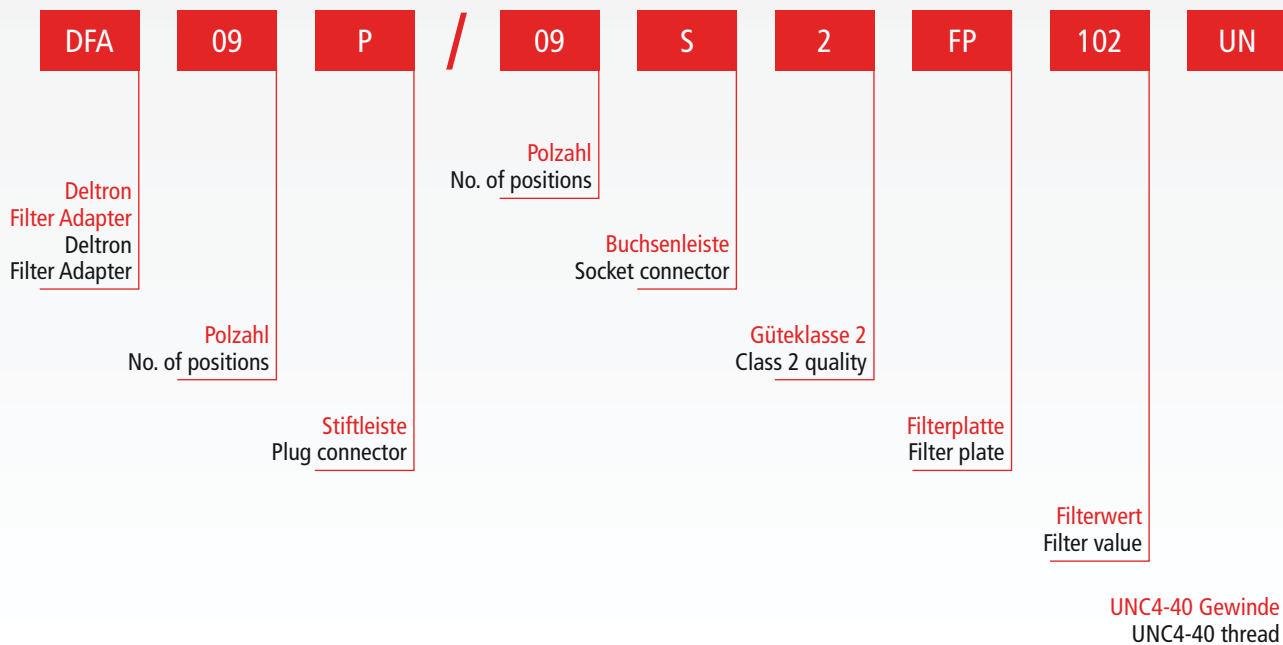 DFA 09 P / 09 S 2 FP 102 UN
Polzahl
No. of positions
Deltron
Filter Adapter
Deltron
Filter Adapter
Buchsenleiste
Socket connector
Polzahl
No. of positions
Güteklasse 2
Class 2 quality
Stiftleiste
Plug connector
Filterplatte
Filter plate
Filterwert
Filter value
UNC4-40 Gewinde
UNC4-40 thread